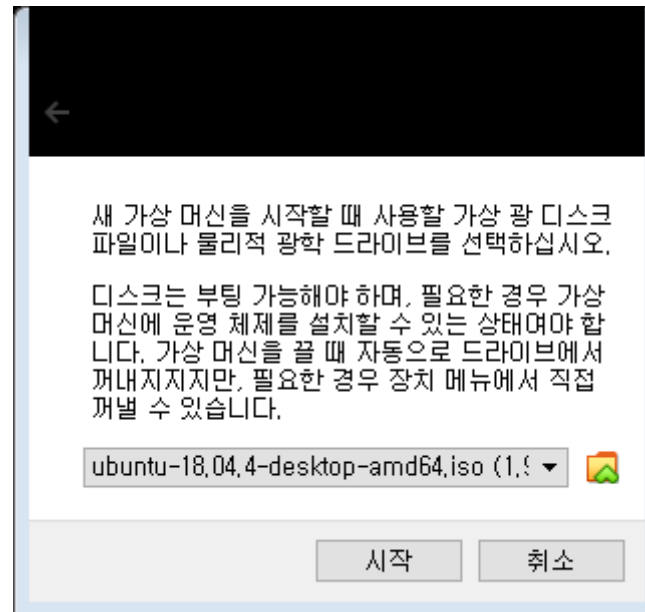 새 가상 머신을 시작할 때 사용할 가상 광 디스크
파일이나 물리적 광학 드라이브를 선택하십시오.
디스크는 부팅 가능해야 하며, 필요한 경우 가상
머신에 운영 체제를 설치할 수 있는 상태여야 합
니다. 가상 머신을 끌 때 자동으로 드라이브에서
꺼내지지지만, 필요한 경우 장치 메뉴에서 직접
꺼낼 수 있습니다.
ubuntu-18.04.4-desktop-amd64.iso (1.9
시작 취소